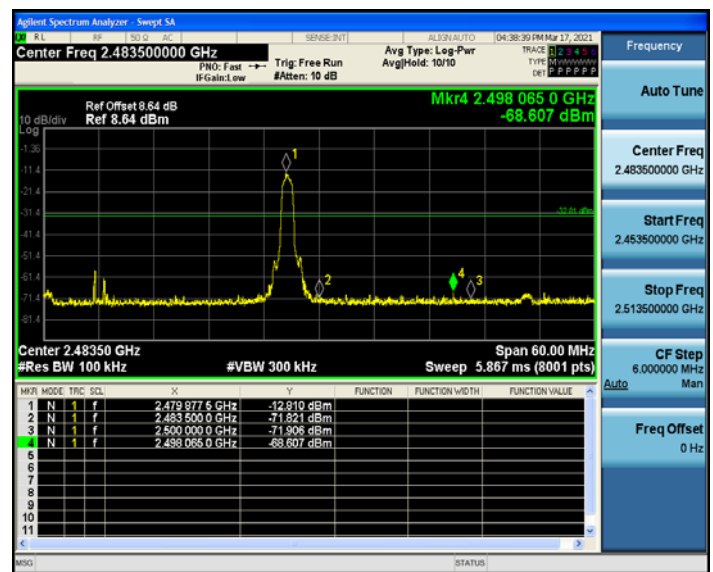 Agilent Spectrum Analyzer - Swept SA
RL RF 50 Ω AC SENSE:INT ALIGN AUTO 04:38:39 PM Mar 17, 2021
Center Freq 2.483500000 GHz
PNO: Fast Trig: Free Run
IFGain:Low #Atten: 10 dB
Avg Type: Log-Pwr
Avg|Hold: 10/10
TRACE 1 2 3 4 5 6
TYPE M
DET P P P P P P
Frequency
Ref Offset 8.64 dB
10 dB/div Ref 8.64 dBm
Log
Mkr4 2.498 065 0 GHz
-68.607 dBm
-1.36
-11.4
-21.4
-31.4
-41.4
-51.4
-61.4
-71.4
-81.4
1
2
4
3
-32.81 dBm
Center 2.48350 GHz Span 60.00 MHz
#Res BW 100 kHz #VBW 300 kHz Sweep 5.867 ms (8001 pts)
MKR MODE TRC SCL X Y FUNCTION FUNCTION WIDTH FUNCTION VALUE
1 N 1 f 2.479 877 5 GHz -12.810 dBm
2 N 1 f 2.483 500 0 GHz -71.821 dBm
3 N 1 f 2.500 000 0 GHz -71.906 dBm
4 N 1 f 2.498 065 0 GHz -68.607 dBm
5
6
7
8
9
10
11
Auto Tune
Center Freq
2.483500000 GHz
Start Freq
2.453500000 GHz
Stop Freq
2.513500000 GHz
CF Step
6.000000 MHz
Auto Man
Freq Offset
0 Hz
MSG STATUS